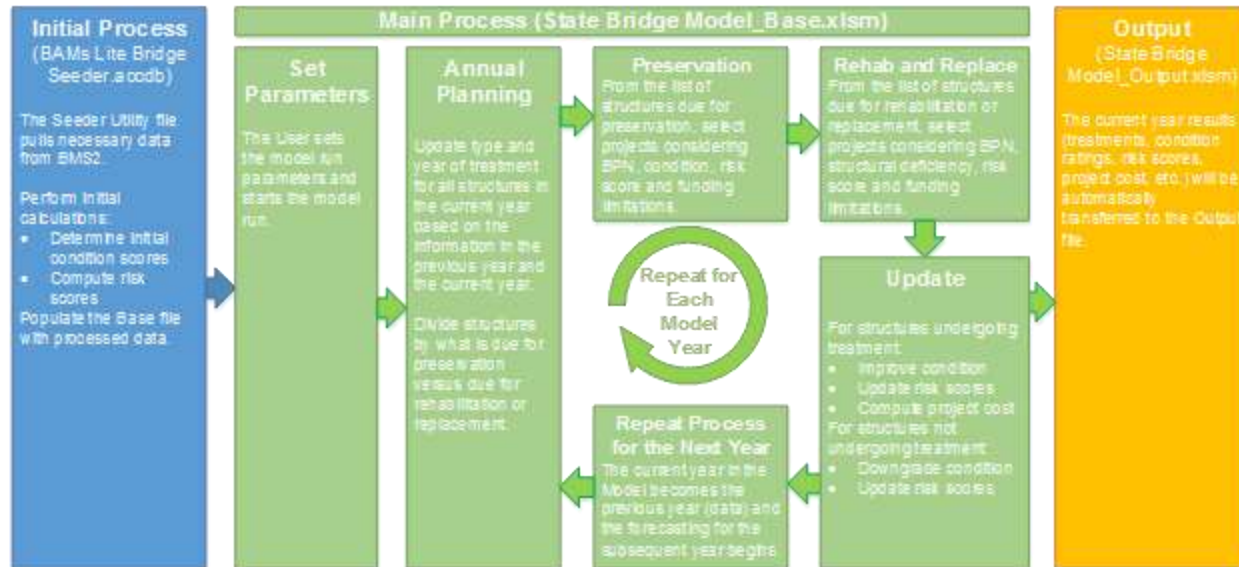 Initial Process
(BAMs Lite Bridge
Seeder.accdb)
The Seeder Utility file
pulls necessary data
from BMS2.
Perform initial
calculations:
• Determine initial
condition scores
• Compute risk
scores
Populate the Base file
with processed data.
Main Process (State Bridge Model_Base.xlsm)
Set
Parameters
The User sets
the model run
parameters and
starts the model
run.
Annual
Planning
Update type and
year of treatment
for all structures in
the current year
based on the
information in the
previous year and
the current year.
Divide structures
by what is due for
preservation
versus due for
rehabilitation or
replacement.
Preservation
From the list of
structures due for
preservation, select
projects considering
BPN, condition, risk
score and funding
limitations.
Rehab and Replace
From the list of structures
due for rehabilitation or
replacement, select
projects considering BPN,
structural deficiency, risk
score and funding
limitations.
Repeat for
Each
Model
Year
Update
For structures undergoing
treatment:
• Improve condition
• Update risk scores
• Compute project cost
For structures not
undergoing treatment:
• Downgrade condition
• Update risk scores
Repeat Process
for the Next Year
The current year in the
Model becomes the
previous year (data) and
the forecasting for the
subsequent year begins.
Output
(State Bridge
Model_Output.xlsm)
The current year results
(treatments, condition
ratings, risk scores,
project cost, etc.) will be
automatically
transferred to the Output
file.